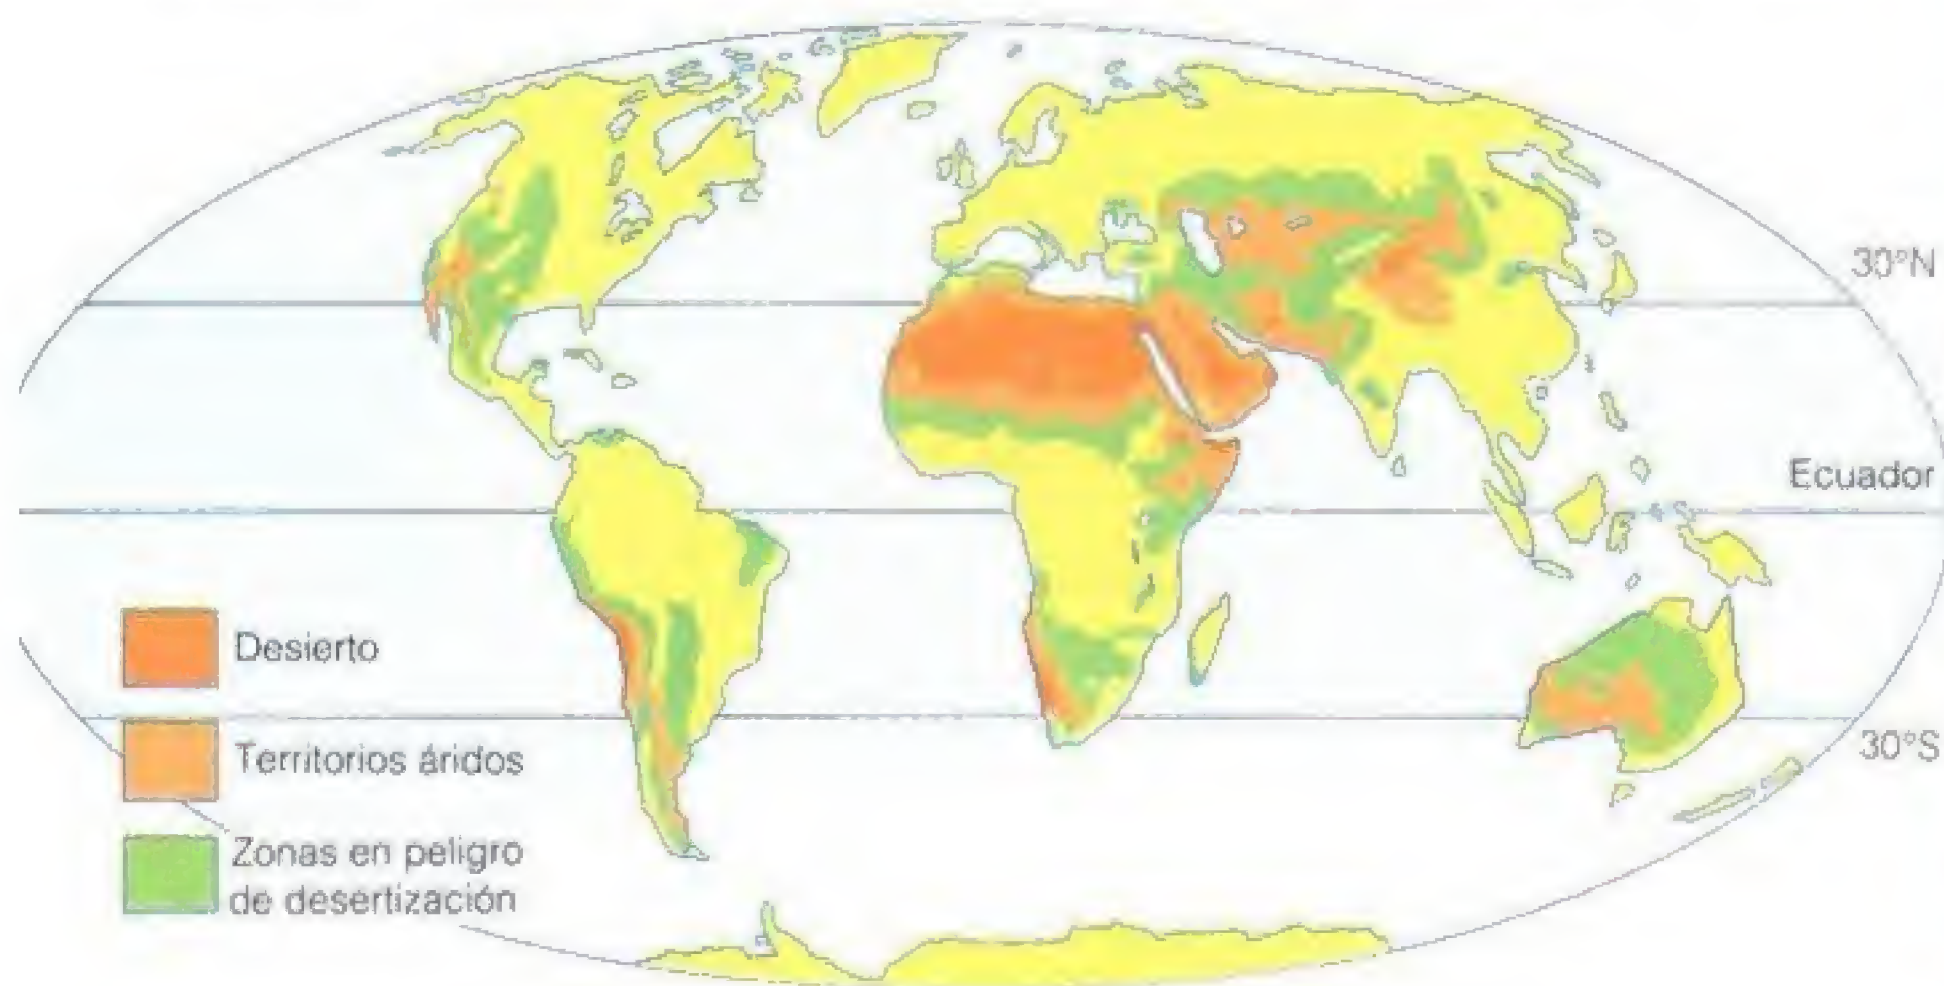 30°N
Ecuador
Desierto
30°S
Territorios áridos
Zonas en peligro
de desertización